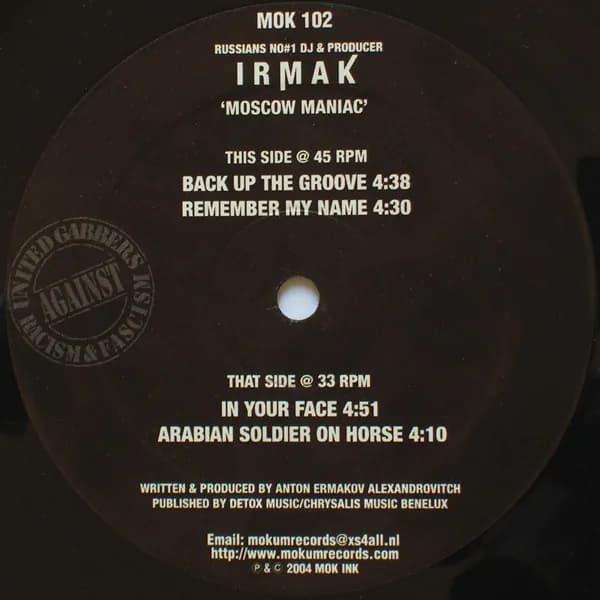 MOK 102
RUSSIANS NO#1 DJ & PRODUCER
IRMAK
'MOSCOW MANIAC'
THIS SIDE @ 45 RPM
BACK UP THE GROOVE 4:38
REMEMBER MY NAME 4:30
UNITED GABBERS
AGAINST
RACISM & FASCISM
THAT SIDE @ 33 RPM
IN YOUR FACE 4:51
ARABIAN SOLDIER ON HORSE 4:10
WRITTEN & PRODUCED BY ANTON ERMAKOV ALEXANDROVITCH
PUBLISHED BY DETOX MUSIC/CHRYSALIS MUSIC BENELUX
Email: mokumrecords@xs4all.nl
http://www.mokumrecords.com
℗ & © 2004 MOK INK